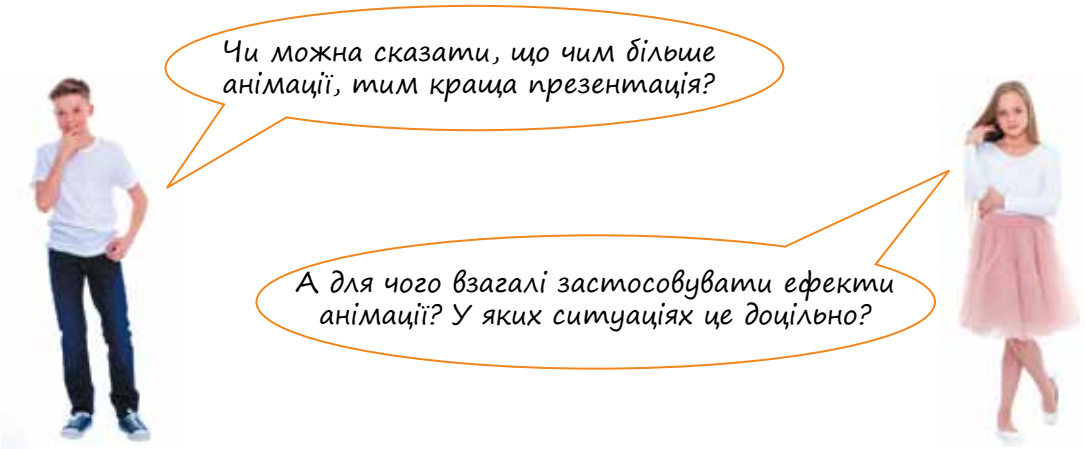 Чи можна сказати, що чим більше
анімації, тим краща презентація?
А для чого взагалі застосовувати ефекти
анімації? У яких ситуаціях це доцільно?